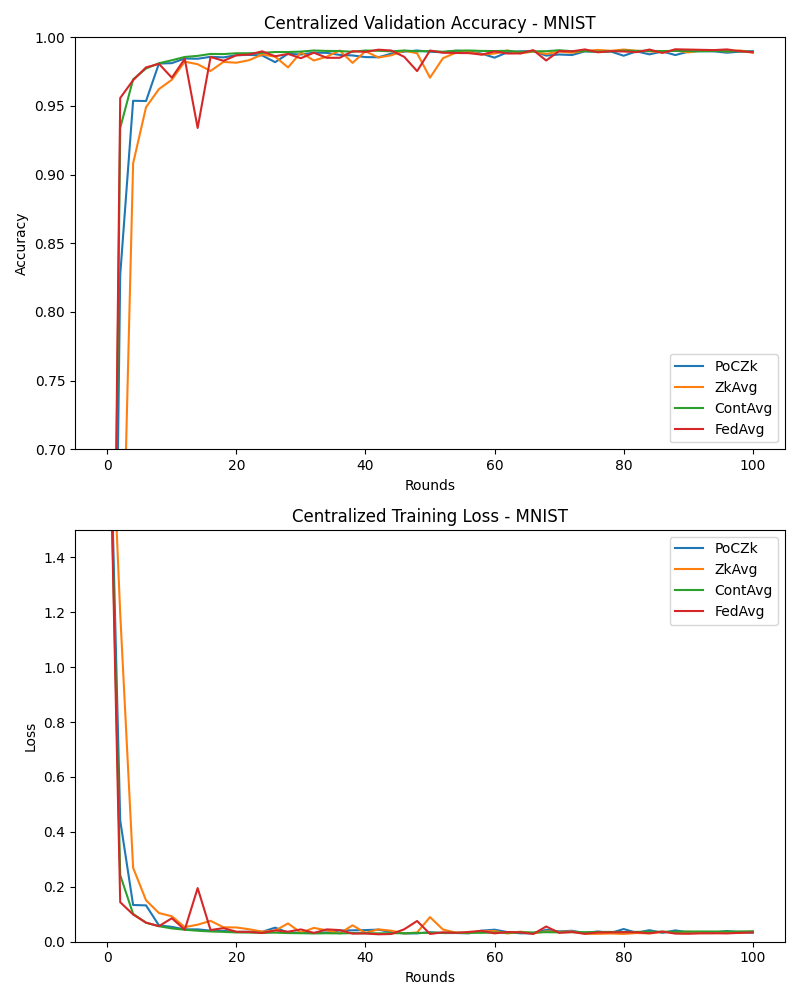 Centralized Validation Accuracy - MNIST
1.00
0.95
0.90
0.85
0.80
0.75
0.70
Accuracy
PoCZk
ZkAvg
ContAvg
FedAvg
0 20 40 60 80 100
Rounds
Centralized Training Loss - MNIST
1.4
1.2
1.0
0.8
0.6
0.4
0.2
0.0
Loss
PoCZk
ZkAvg
ContAvg
FedAvg
0 20 40 60 80 100
Rounds